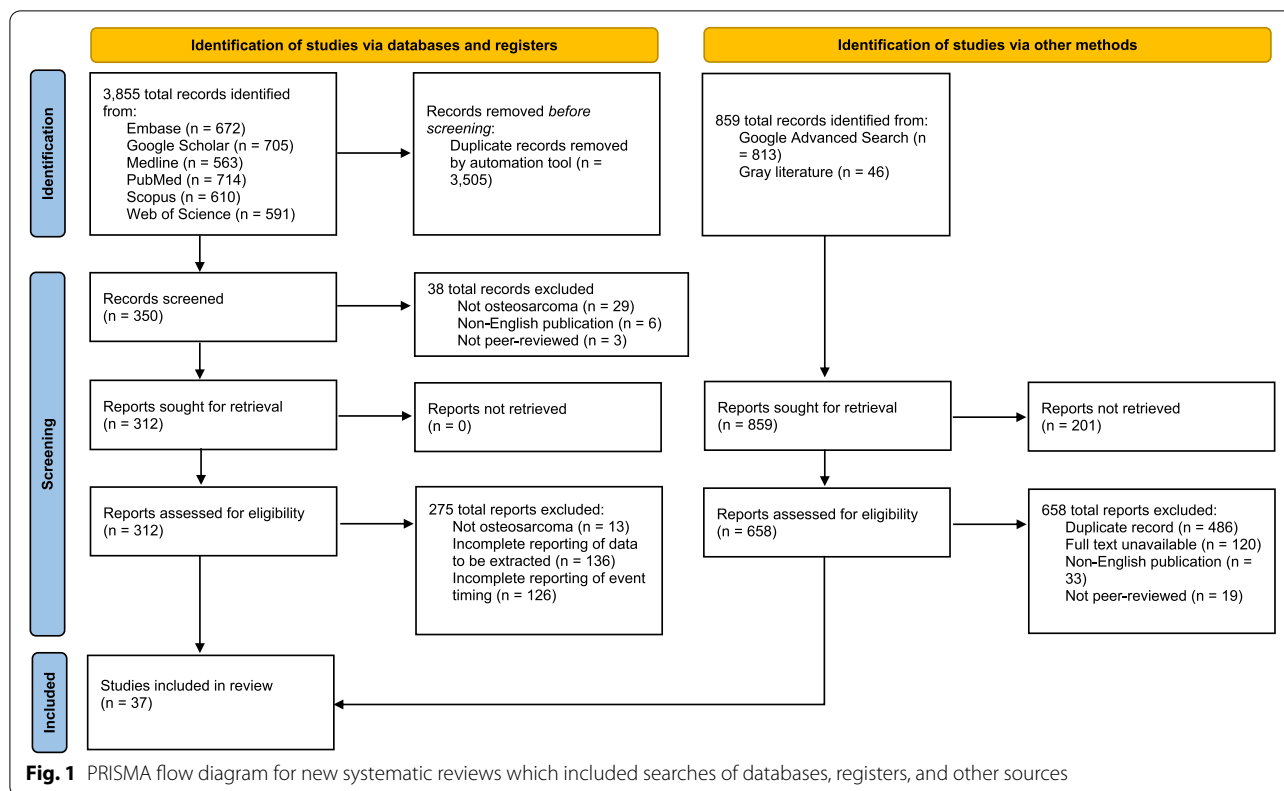 Identification of studies via databases and registers
Identification of studies via other methods
Identification
3,855 total records identified
from:
Embase (n = 672)
Google Scholar (n = 705)
Medline (n = 563)
PubMed (n = 714)
Scopus (n = 610)
Web of Science (n = 591)
Records removed before
screening:
Duplicate records removed
by automation tool (n =
3,505)
859 total records identified from:
Google Advanced Search (n
= 813)
Gray literature (n = 46)
Screening
Records screened
(n = 350)
38 total records excluded
Not osteosarcoma (n = 29)
Non-English publication (n = 6)
Not peer-reviewed (n = 3)
Reports sought for retrieval
(n = 312)
Reports not retrieved
(n = 0)
Reports sought for retrieval
(n = 859)
Reports not retrieved
(n = 201)
Reports assessed for eligibility
(n = 312)
275 total reports excluded:
Not osteosarcoma (n = 13)
Incomplete reporting of data
to be extracted (n = 136)
Incomplete reporting of event
timing (n = 126)
Reports assessed for eligibility
(n = 658)
658 total reports excluded:
Duplicate record (n = 486)
Full text unavailable (n = 120)
Non-English publication (n =
33)
Not peer-reviewed (n = 19)
Included
Studies included in review
(n = 37)
Fig. 1 PRISMA flow diagram for new systematic reviews which included searches of databases, registers, and other sources